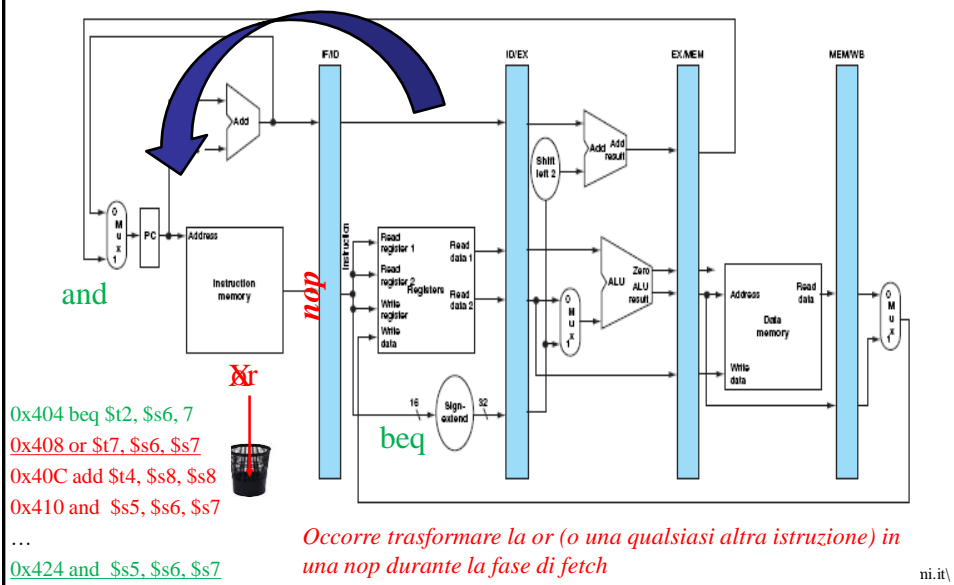 IF/ID
ID/EX
EX/MEM
MEM/WB
Add
Add Add result
Shift left 2
0 M u x 1
PC
Address
Instruction memory
Instruction
nop
Read register 1
Read register 2
Write register
Write data
Registers
Read data 1
Read data 2
0 M u x 1
Zero
ALU
ALU result
Address
Read data
Data memory
Write data
0 M u x 1
and
or
X
16
Sign-extend
32
beq
0x404 beq $t2, $s6, 7
0x408 or $t7, $s6, $s7
0x40C add $t4, $s8, $s8
0x410 and $s5, $s6, $s7
…
0x424 and $s5, $s6, $s7
Occorre trasformare la or (o una qualsiasi altra istruzione) in
una nop durante la fase di fetch
ni.it\